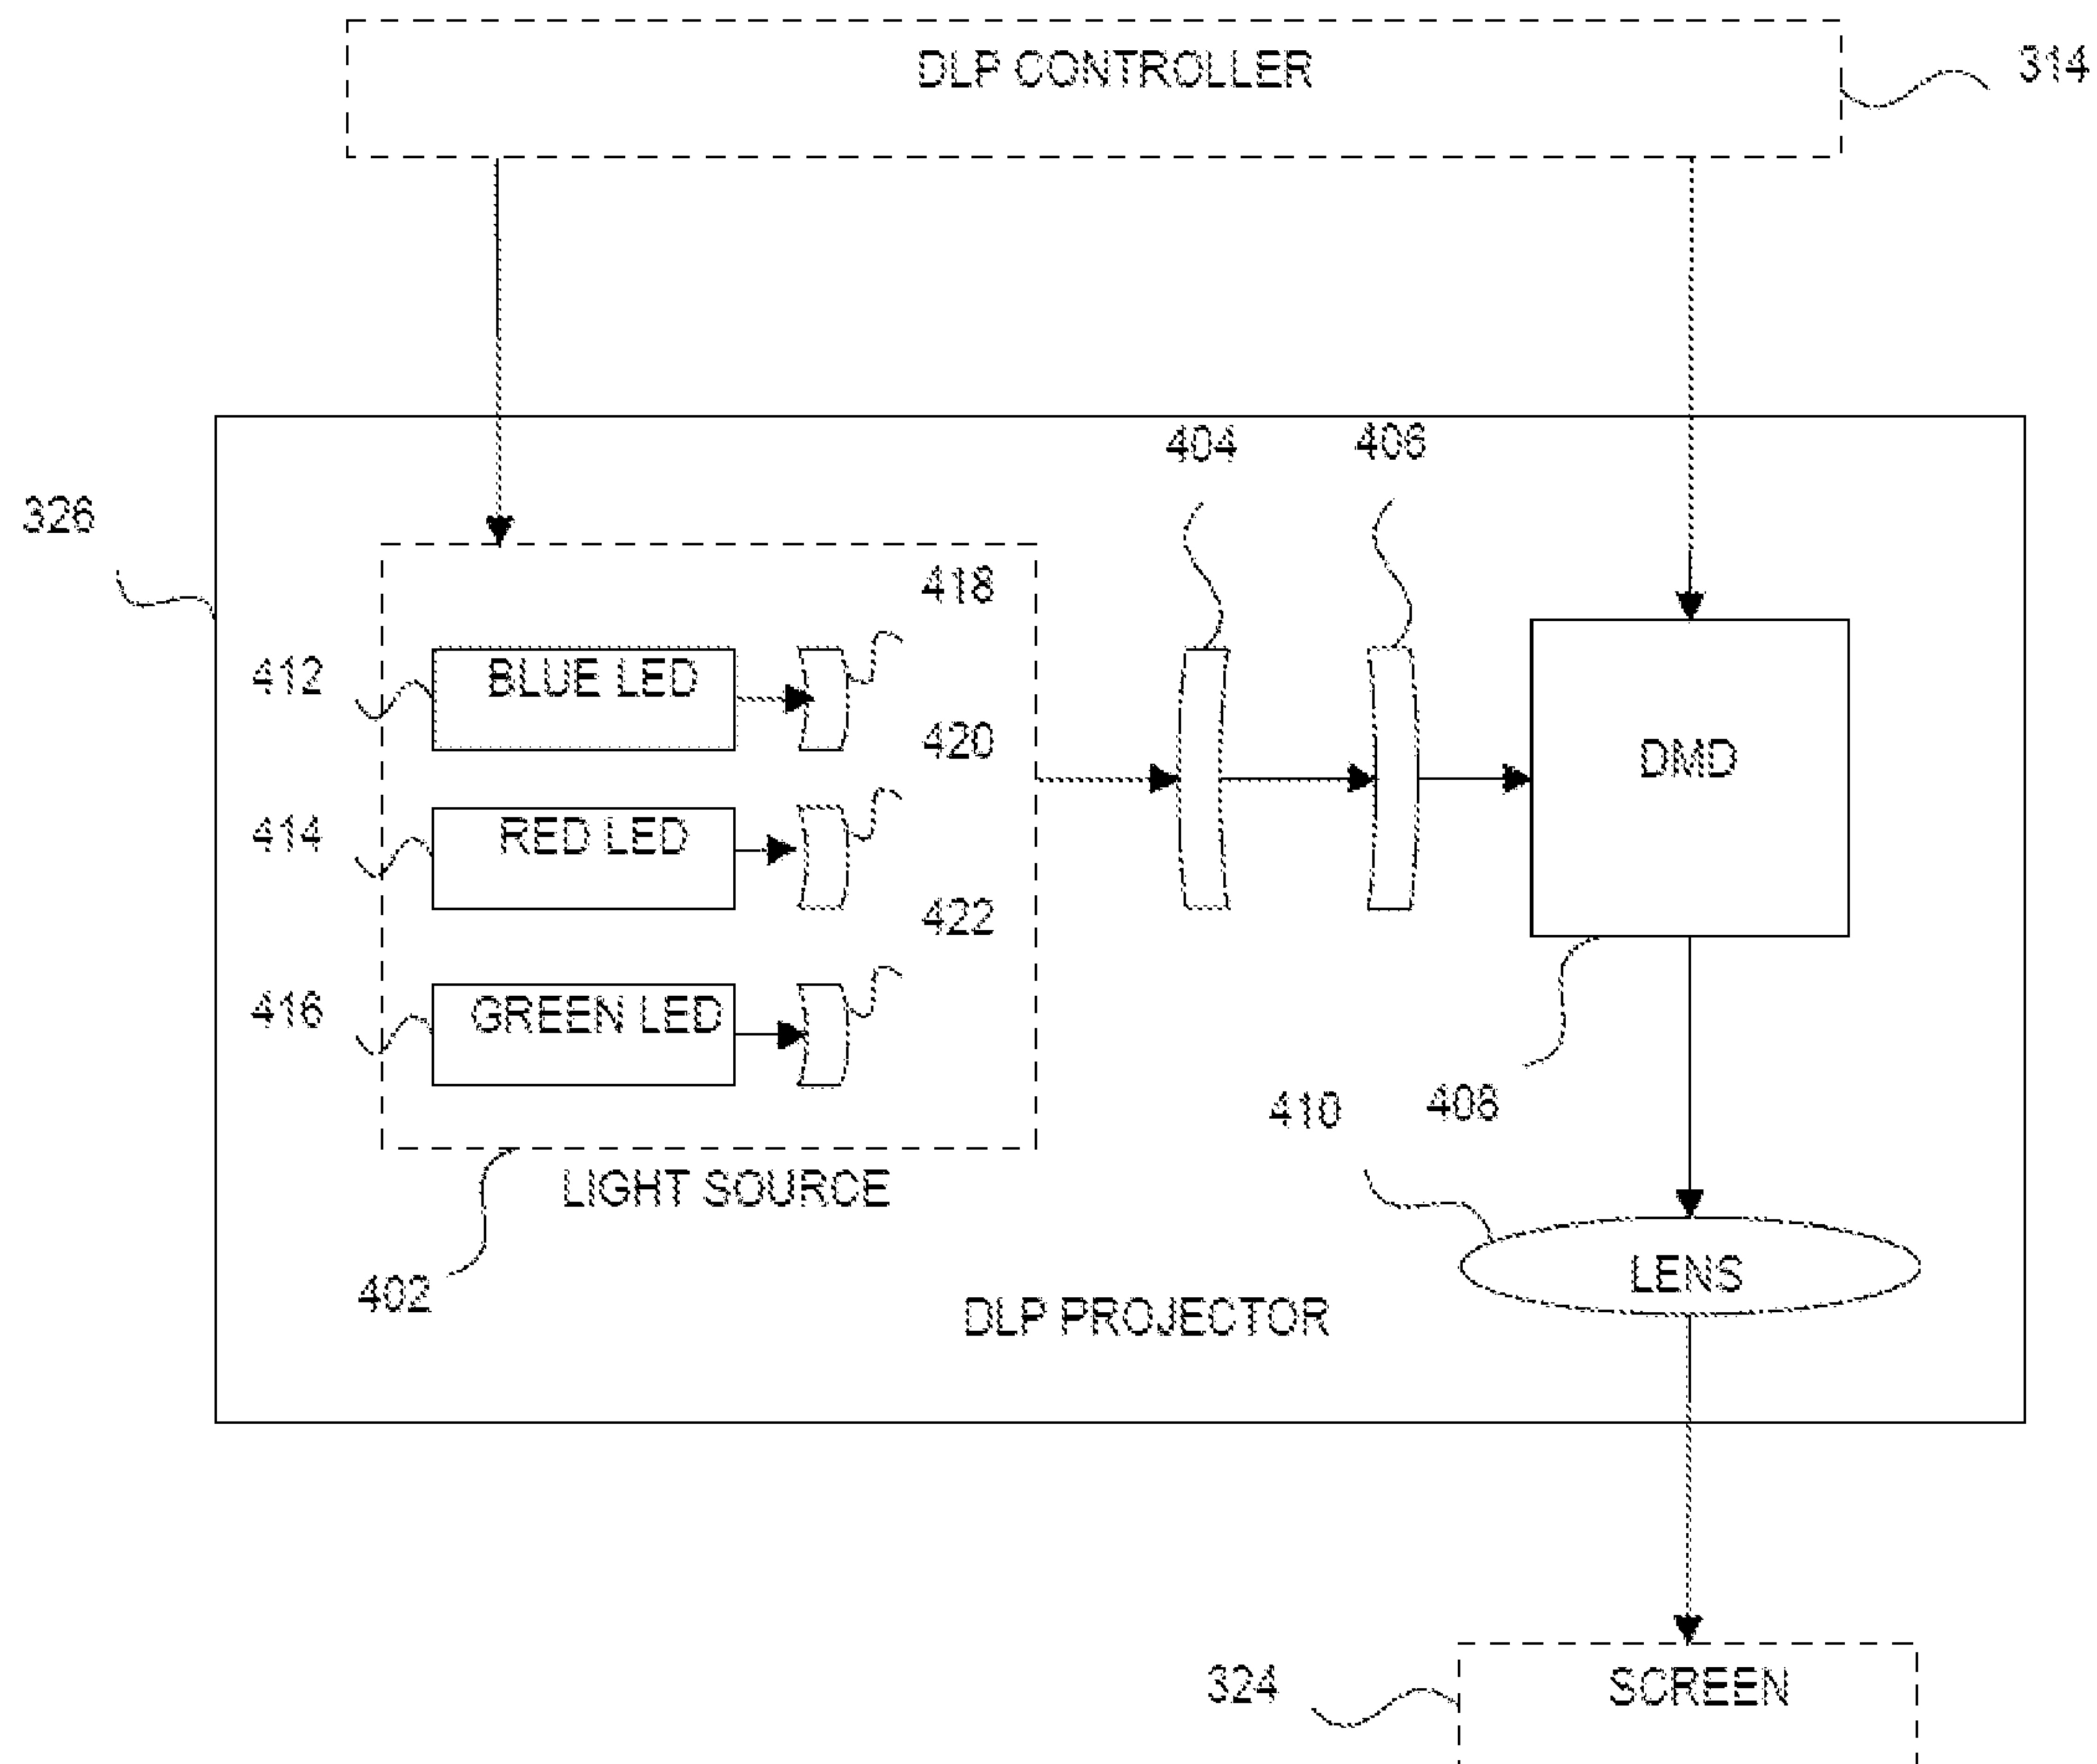 DLP CONTROLLER
314
404
406
326
418
412
BLUE LED
420
DMD
414
RED LED
422
416
GREEN LED
410
408
LIGHT SOURCE
402
LENS
DLP PROJECTOR
324
SCREEN